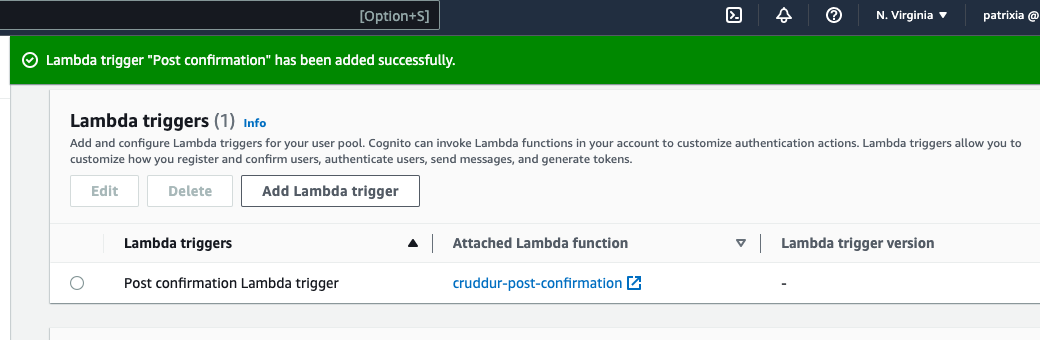 [Option+S]
N. Virginia ▼
patrixia @
Lambda trigger "Post confirmation" has been added successfully.
Lambda triggers (1) Info
Add and configure Lambda triggers for your user pool. Cognito can invoke Lambda functions in your account to customize authentication actions. Lambda triggers allow you to
customize how you register and confirm users, authenticate users, send messages, and generate tokens.
Edit Delete Add Lambda trigger
Lambda triggers Attached Lambda function Lambda trigger version
Post confirmation Lambda trigger cruddur-post-confirmation -